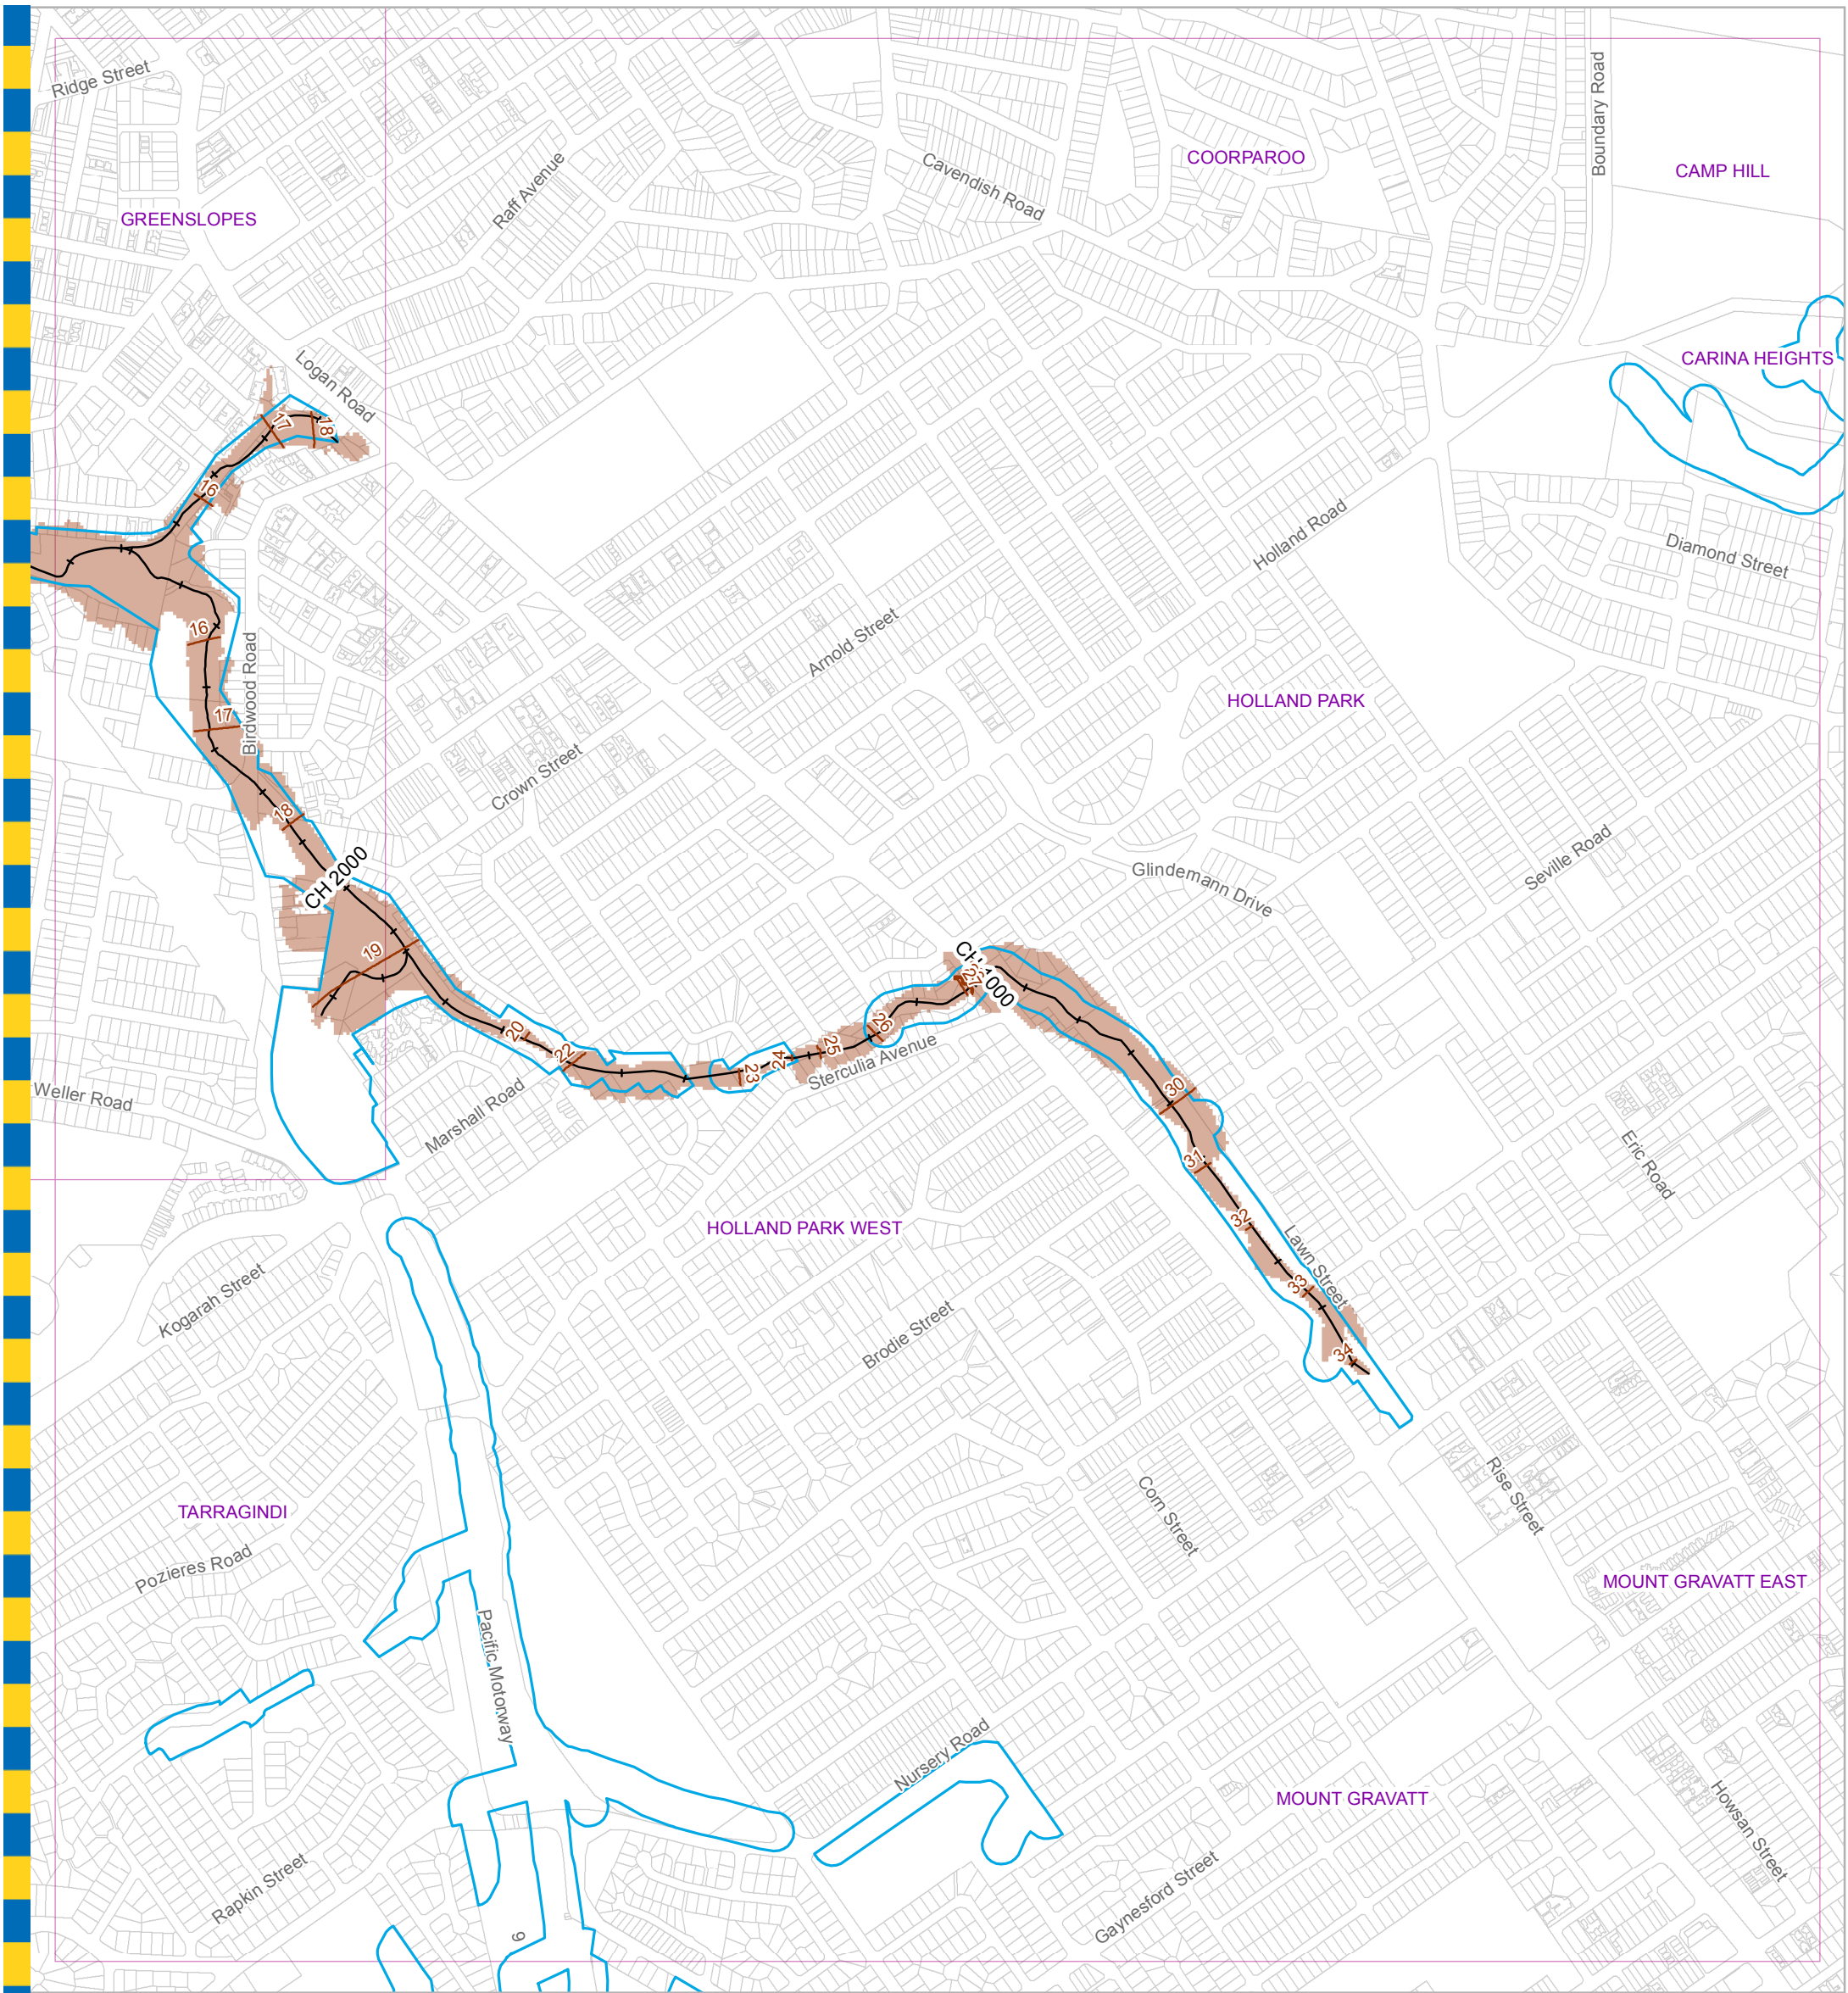 Ridge Street
Boundary Road
COORPAROO
CAMP HILL
Raff Avenue
Cavendish Road
GREENSLOPES
Logan Road
CARINA HEIGHTS
17
18
16
Holland Road
Diamond Street
16
Arnold Street
Birdwood Road
HOLLAND PARK
17
Crown Street
18
CH 2000
Glindemann Drive
Seville Road
19
CH 1000
27
20
22
23
24
25
26
Sterculia Avenue
Weller Road
Marshall Road
30
31
Eric Road
HOLLAND PARK WEST
32
Lawn Street
33
Kogarah Street
Brodie Street
34
TARRAGINDI
Corn Street
Rise Street
Pozieres Road
MOUNT GRAVATT EAST
Pacific Motorway
Nursery Road
MOUNT GRAVATT
Howsan Street
Rapkin Street
Gaynesford Street
9